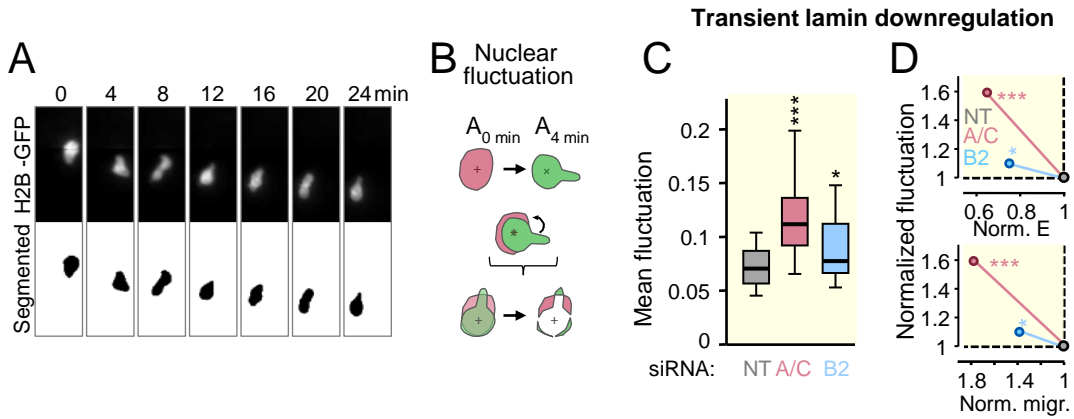 Transient lamin downregulation
A
0 4 8 12 16 20 24 min
H2B -GFP
Segmented
B
Nuclear
fluctuation
A0 min A4 min
C
Mean fluctuation
0.2
0.15
0.1
0.05
0
***
*
siRNA: NT A/C B2
D
Normalized fluctuation
1.6
1.4
1.2
1
***
*
NT
A/C
B2
0.6 0.8 1
Norm. E
1.6
1.4
1.2
1
***
*
1.8 1.4 1
Norm. migr.